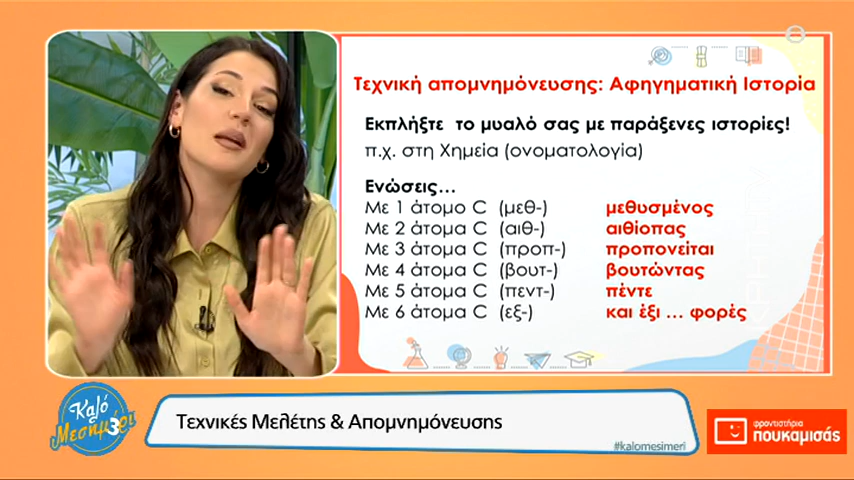 Τεχνική απομνημόνευσης: Αφηγηματική Ιστορία
Εκπλήξτε το μυαλό σας με παράξενες ιστορίες!
π.χ. στη Χημεία (ονοματολογία)
Ενώσεις...
Με 1 άτομο C (μεθ-) μεθυσμένος
Με 2 άτομα C (αιθ-) αιθίοπας
Με 3 άτομα C (προπ-) προπονείται
Με 4 άτομα C (βουτ-) βουτώντας
Με 5 άτομα C (πεντ-) πέντε
Με 6 άτομα C (εξ-) και έξι ... φορές
Καλό
Μεσημέρι
3
Τεχνικές Μελέτης & Απομνημόνευσης
#kalomesimeri
φροντιστήρια
πουκαμισάς